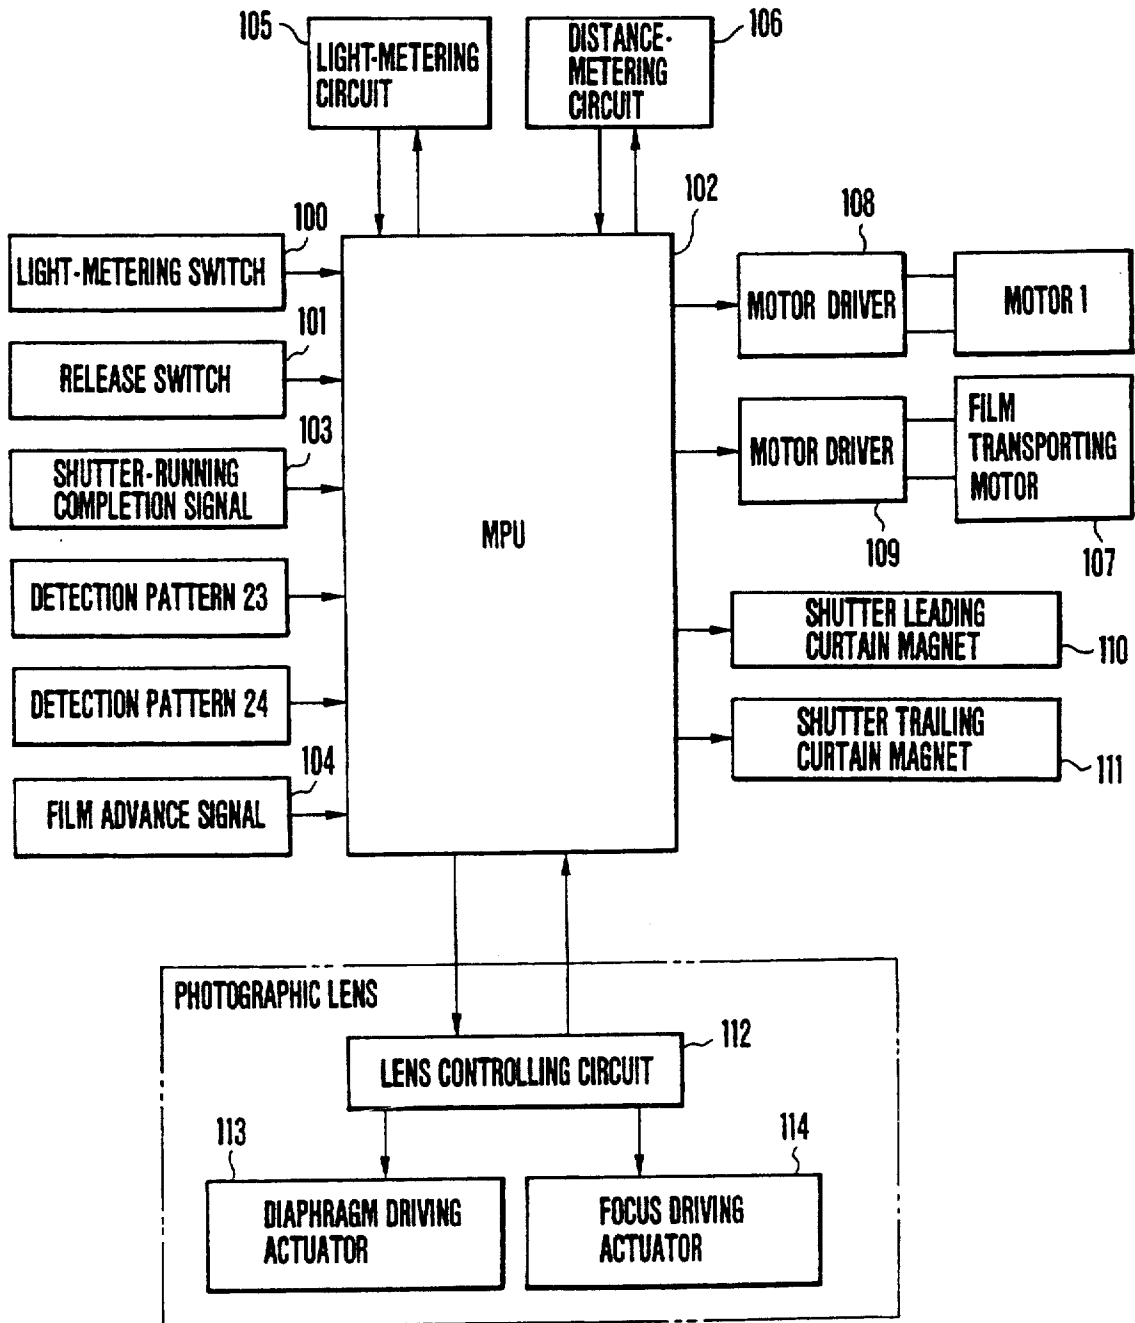 105
LIGHT-METERING
CIRCUIT
DISTANCE-
METERING
CIRCUIT
106
100
LIGHT-METERING SWITCH
101
RELEASE SWITCH
103
SHUTTER-RUNNING
COMPLETION SIGNAL
DETECTION PATTERN 23
DETECTION PATTERN 24
104
FILM ADVANCE SIGNAL
102
MPU
108
MOTOR DRIVER
MOTOR 1
MOTOR DRIVER
109
FILM
TRANSPORTING
MOTOR
107
SHUTTER LEADING
CURTAIN MAGNET
110
SHUTTER TRAILING
CURTAIN MAGNET
111
PHOTOGRAPHIC LENS
112
LENS CONTROLLING CIRCUIT
113
DIAPHRAGM DRIVING
ACTUATOR
114
FOCUS DRIVING
ACTUATOR